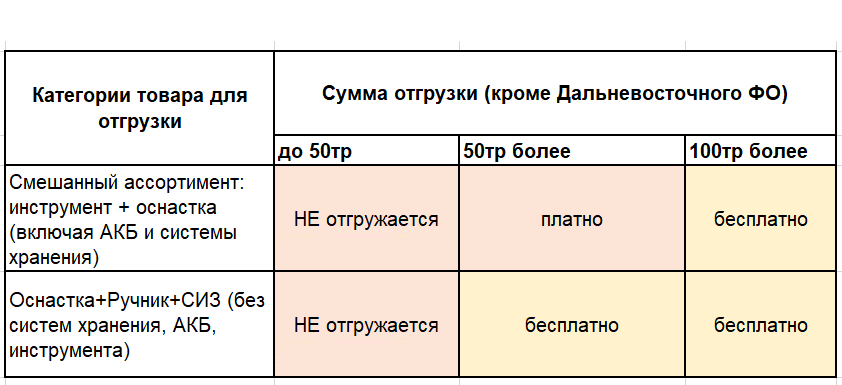 Категории товара для
отгрузки
Сумма отгрузки (кроме Дальневосточного ФО)
до 50тр
50тр более
100тр более
Смешанный ассортимент:
инструмент + оснастка
(включая АКБ и системы
хранения)
НЕ отгружается
платно
бесплатно
Оснастка+Ручник+СИЗ (без
систем хранения, АКБ,
инструмента)
НЕ отгружается
бесплатно
бесплатно